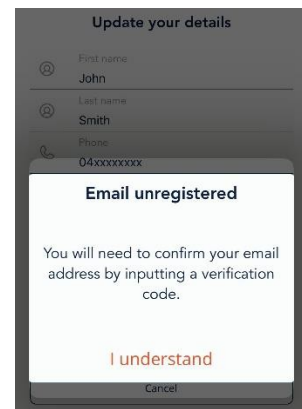 Update your details
First name
John
Last name
Smith
Phone
04xxxxxxxx
Email unregistered
You will need to confirm your email
address by inputting a verification
code.
I understand
Cancel